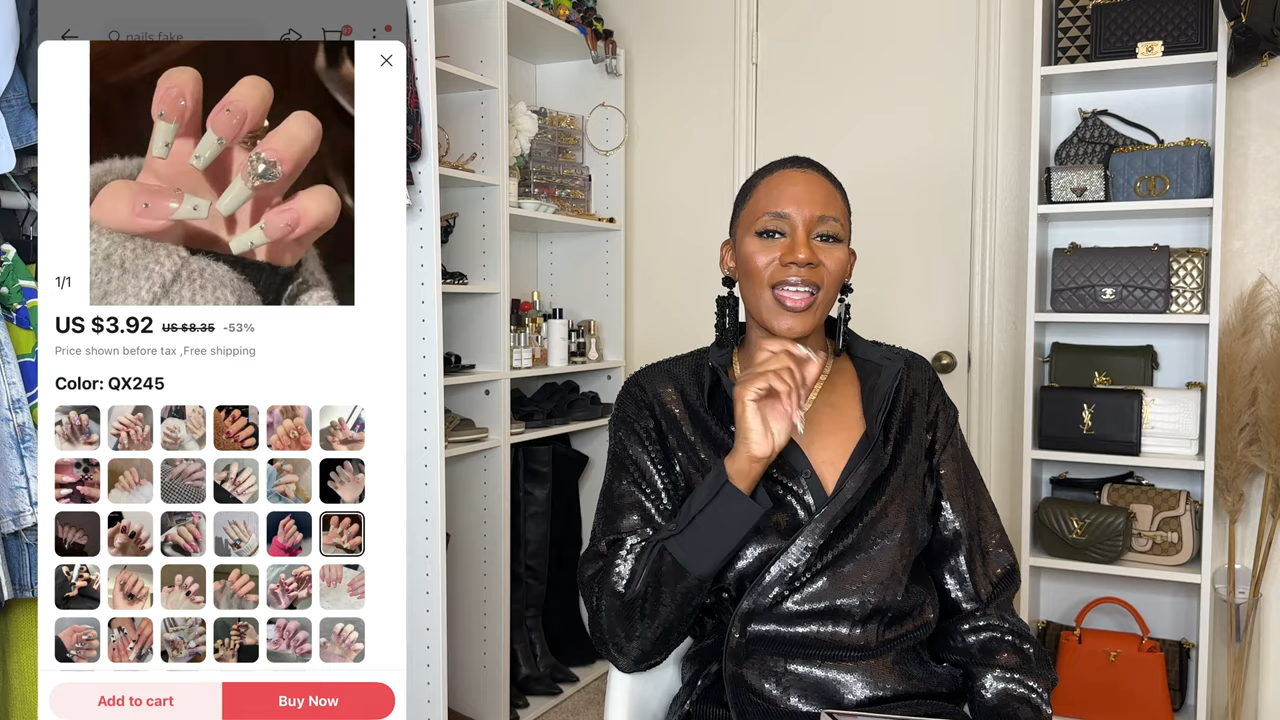 nails fake
1/1
US $3.92 US $8.35 -53%
Price shown before tax ,Free shipping
Color: QX245
Add to cart
Buy Now